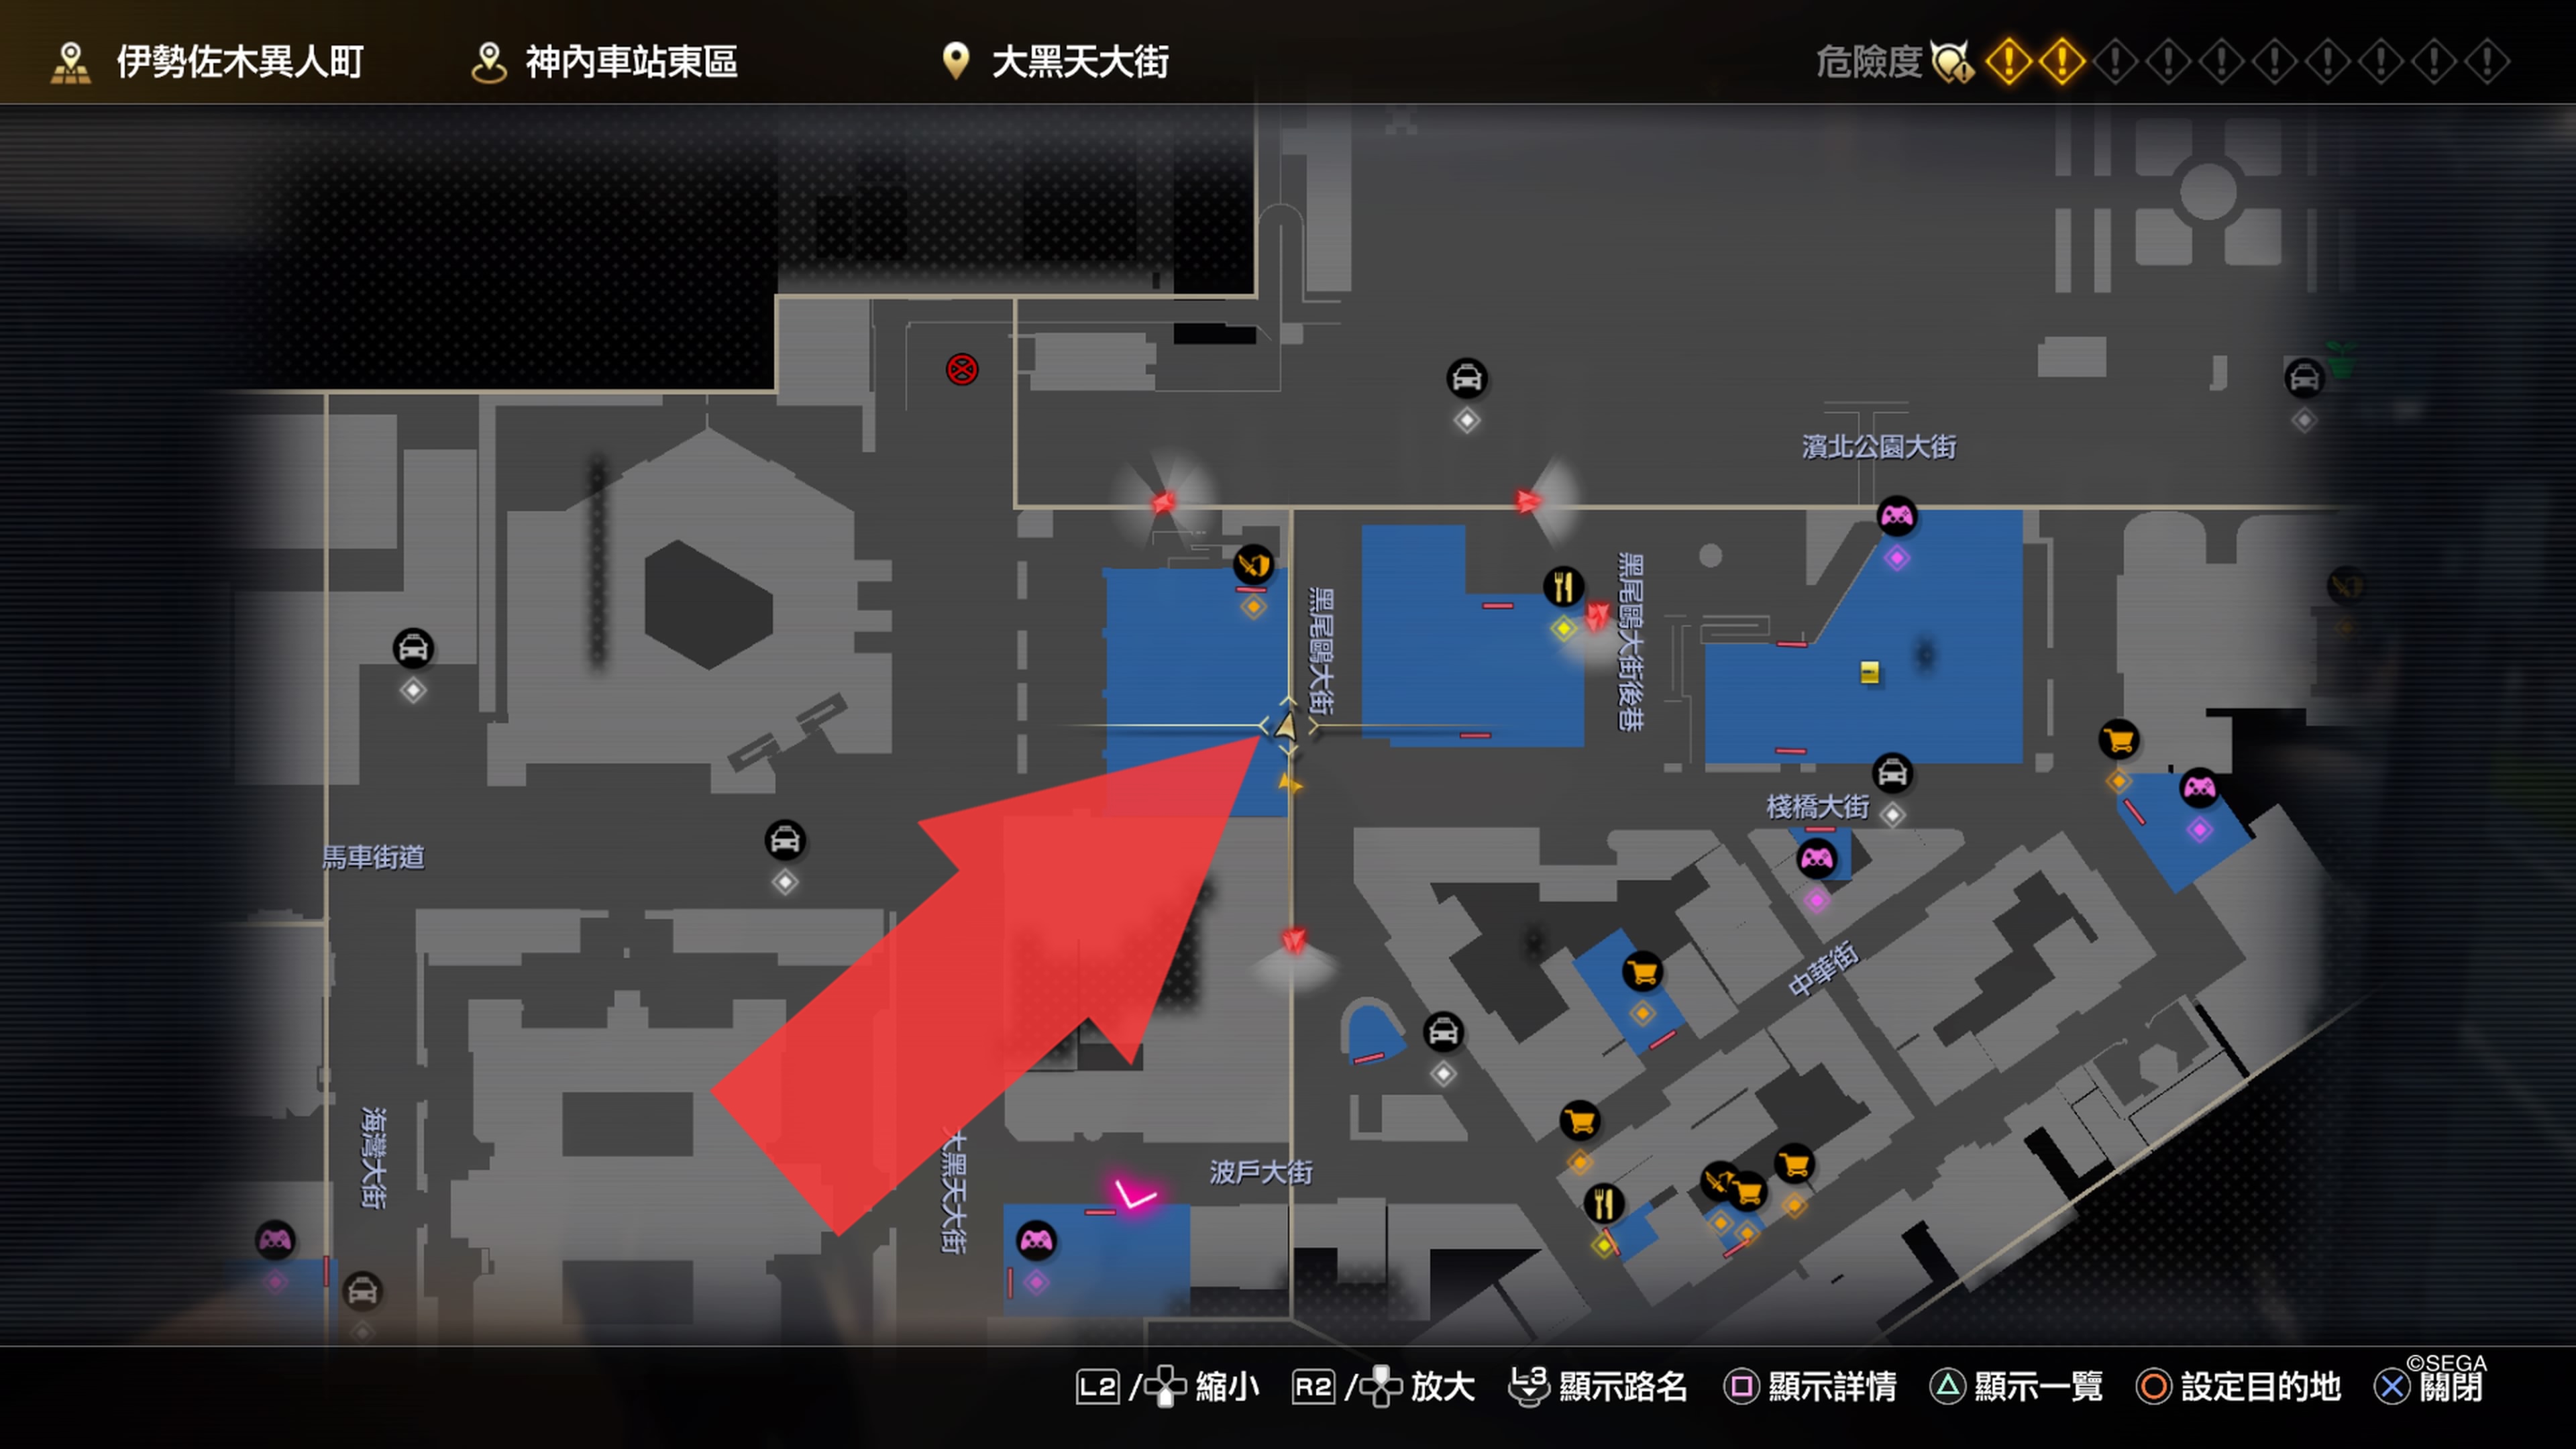 伊勢佐木異人町
神內車站東區
大黑天大街
危險度
濱北公園大街
黑尾鷗大街
黑尾鷗大街後巷
棧橋大街
馬車街道
中華街
海灣大街
大黑天大街
波戶大街
L2 / 縮小
R2 / 放大
L3 顯示路名
顯示詳情
顯示一覽
設定目的地
關閉
©SEGA